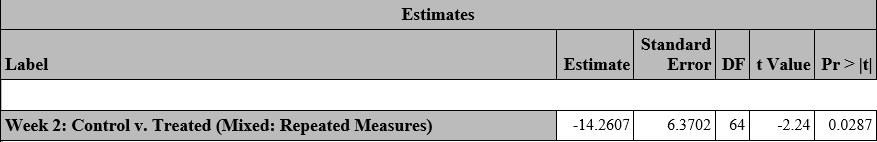 Estimates
Label Estimate Standard Error DF t Value Pr > |t|
Week 2: Control v. Treated (Mixed: Repeated Measures) -14.2607 6.3702 64 -2.24 0.0287